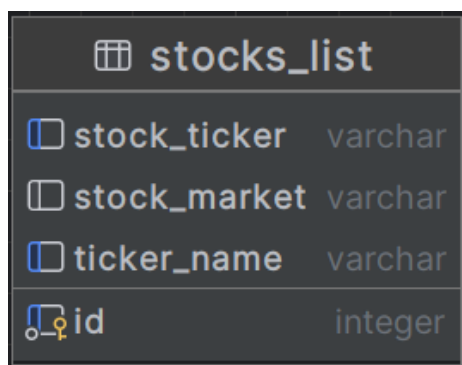 stocks_list
stock_ticker varchar
stock_market varchar
ticker_name varchar
id integer